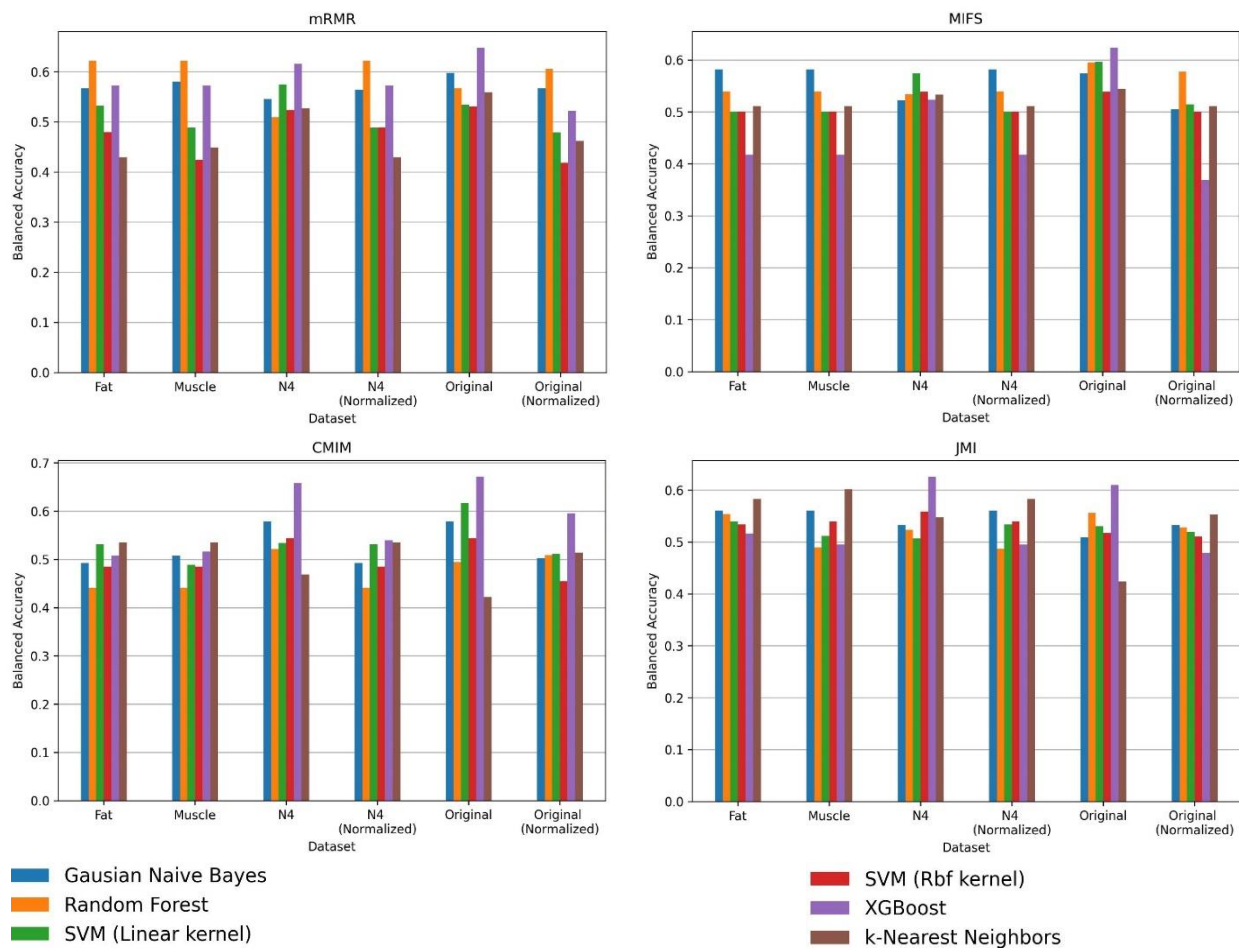 mRMR
Balanced Accuracy
0.6
0.5
0.4
0.3
0.2
0.1
0.0
Fat Muscle N4 N4 (Normalized) Original Original (Normalized)
Dataset
MIFS
Balanced Accuracy
0.6
0.5
0.4
0.3
0.2
0.1
0.0
Fat Muscle N4 N4 (Normalized) Original Original (Normalized)
Dataset
CMIM
Balanced Accuracy
0.7
0.6
0.5
0.4
0.3
0.2
0.1
0.0
Fat Muscle N4 N4 (Normalized) Original Original (Normalized)
Dataset
JMI
Balanced Accuracy
0.6
0.5
0.4
0.3
0.2
0.1
0.0
Fat Muscle N4 N4 (Normalized) Original Original (Normalized)
Dataset
Gausian Naive Bayes
Random Forest
SVM (Linear kernel)
SVM (Rbf kernel)
XGBoost
k-Nearest Neighbors